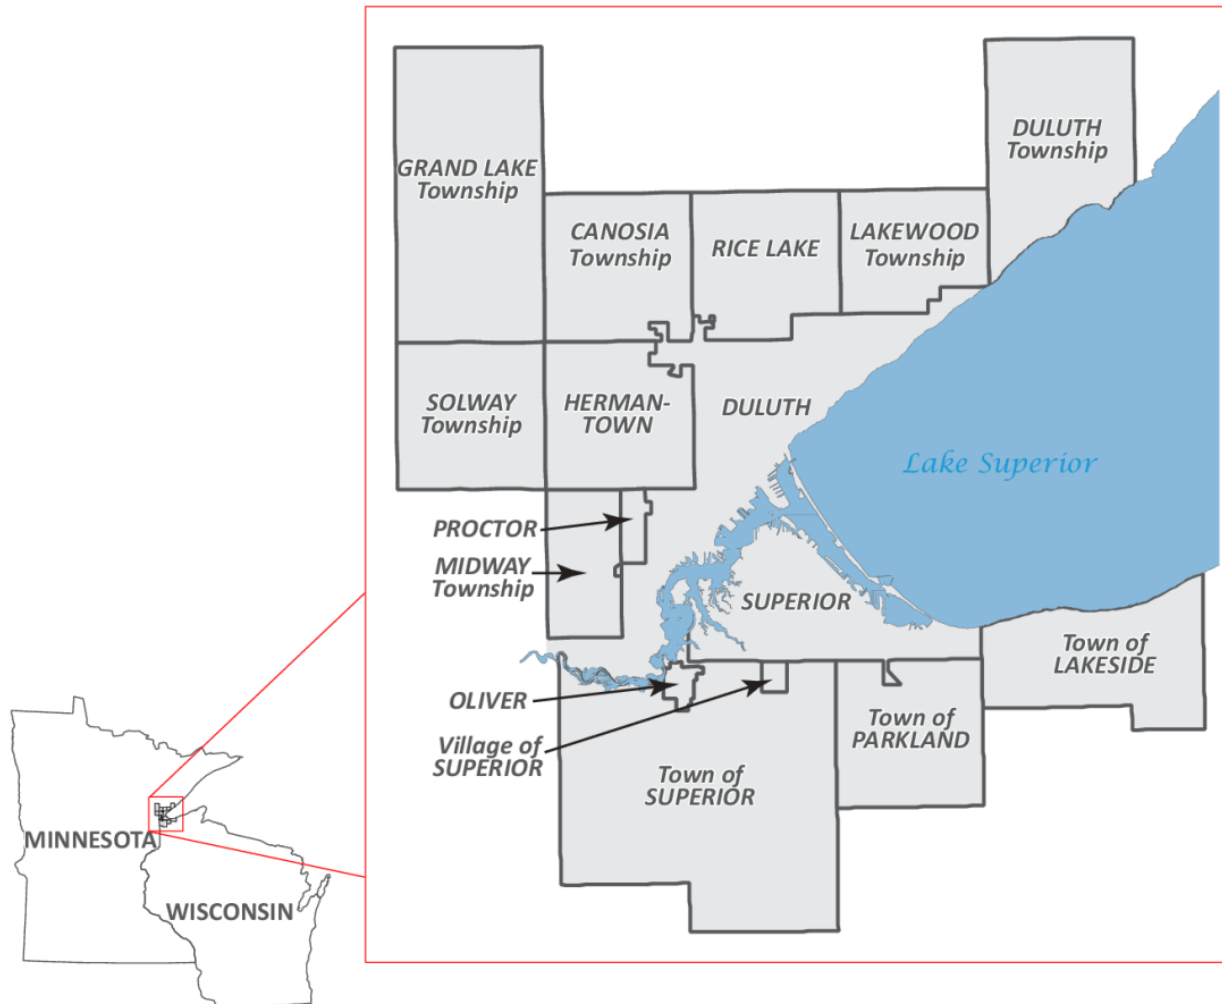 DULUTH
Township
GRAND LAKE
Township
CANOSIA
Township
RICE LAKE
LAKEWOOD
Township
SOLWAY
Township
HERMAN-
TOWN
DULUTH
Lake Superior
PROCTOR
MIDWAY
Township
SUPERIOR
Town of
LAKESIDE
OLIVER
Village of
SUPERIOR
Town of
PARKLAND
Town of
SUPERIOR
MINNESOTA
WISCONSIN